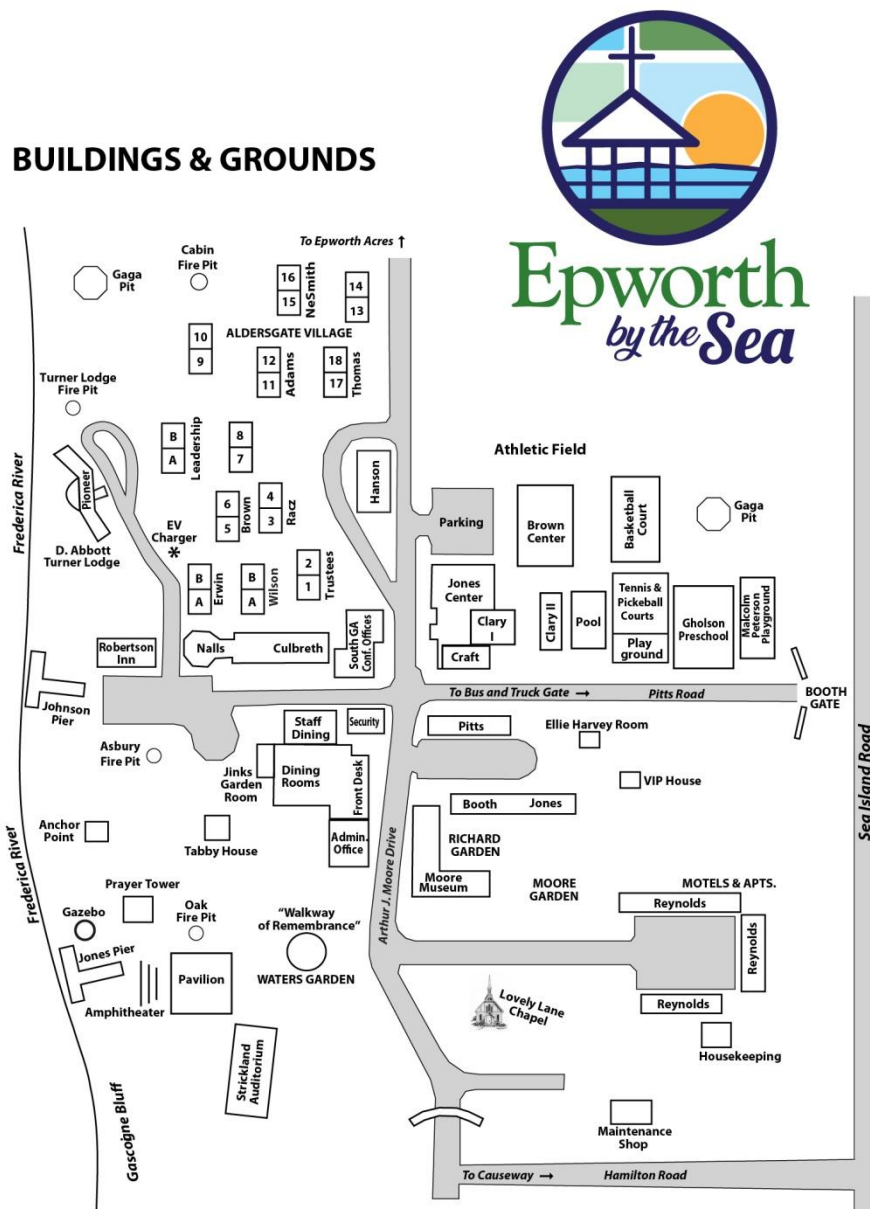 BUILDINGS & GROUNDS
Epworth
by the Sea
To Epworth Acres ↑
Cabin
Fire Pit
Gaga
Pit
16
15
NeSmith
14
13
10
9
ALDERSGATE VILLAGE
12
11
Adams
18
17
Thomas
Turner Lodge
Fire Pit
B
A
Leadership
8
7
Hanson
Athletic Field
Frederica River
Pioneer
D. Abbott
Turner Lodge
EV
Charger
*
6
5
Brown
4
3
Racz
Parking
Brown
Center
Basketball
Court
Gaga
Pit
B
A
Erwin
B
A
Wilson
2
1
Trustees
Jones
Center
Clary
I
Craft
Clary II
Pool
Tennis &
Pickeball
Courts
Play
ground
Gholson
Preschool
Malcolm
Peterson
Playground
Robertson
Inn
Nalls
Culbreth
South GA
Conf. Offices
Johnson
Pier
To Bus and Truck Gate →
Pitts Road
BOOTH
GATE
Asbury
Fire Pit
Staff
Dining
Security
Pitts
Ellie Harvey Room
Jinks
Garden
Room
Dining
Rooms
Front Desk
VIP House
Sea Island Road
Anchor
Point
Tabby House
Admin.
Office
Booth
Jones
RICHARD
GARDEN
Moore
Museum
MOORE
GARDEN
MOTELS & APTS.
Reynolds
Reynolds
Reynolds
Frederica River
Prayer Tower
Gazebo
Oak
Fire Pit
"Walkway
of Remembrance"
WATERS GARDEN
Arthur J. Moore Drive
Jones Pier
Amphitheater
Pavilion
Lovely Lane
Chapel
Housekeeping
Strickland
Auditorium
Gascoigne Bluff
Maintenance
Shop
To Causeway →
Hamilton Road